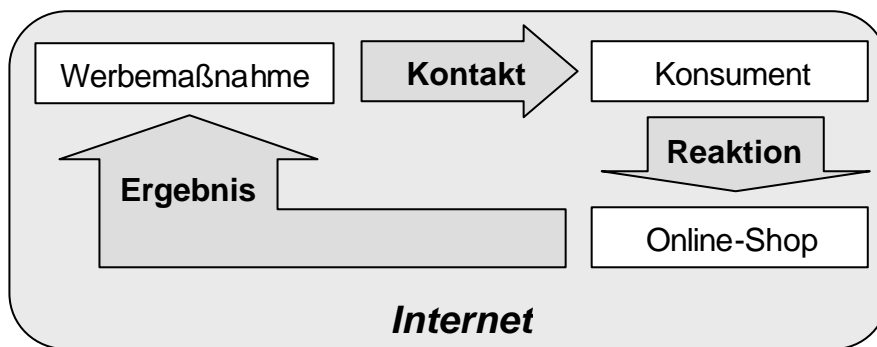 Werbemaßnahme
Kontakt
Konsument
Reaktion
Ergebnis
Online-Shop
Internet